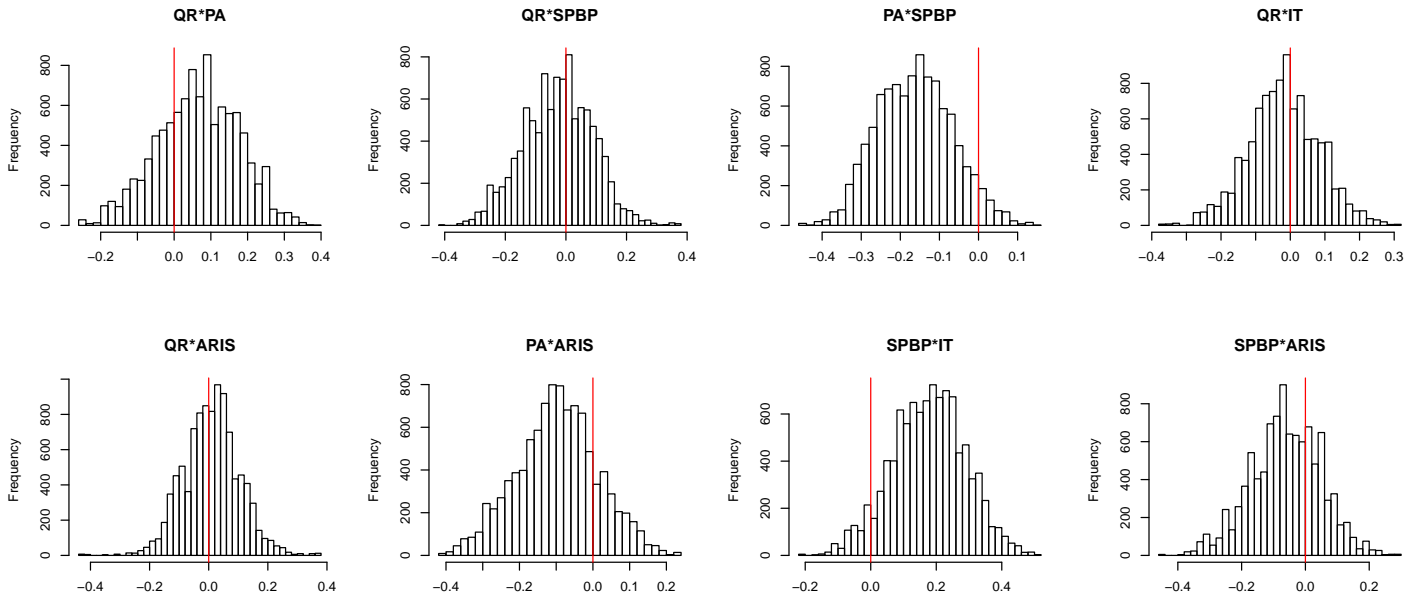 QR*PA
Frequency
0 200 400 600 800
−0.2 0.0 0.1 0.2 0.3 0.4
QR*SPBP
Frequency
0 200 400 600 800
−0.4 −0.2 0.0 0.2 0.4
PA*SPBP
Frequency
0 200 400 600 800
−0.4 −0.3 −0.2 −0.1 0.0 0.1
QR*IT
Frequency
0 200 400 600 800
−0.4 −0.2 0.0 0.1 0.2 0.3
QR*ARIS
Frequency
0 200 400 600 800
−0.4 −0.2 0.0 0.2 0.4
PA*ARIS
Frequency
0 200 400 600 800
−0.4 −0.2 0.0 0.1 0.2
SPBP*IT
Frequency
0 200 400 600
−0.2 0.0 0.2 0.4
SPBP*ARIS
Frequency
0 200 400 600 800
−0.4 −0.2 0.0 0.2